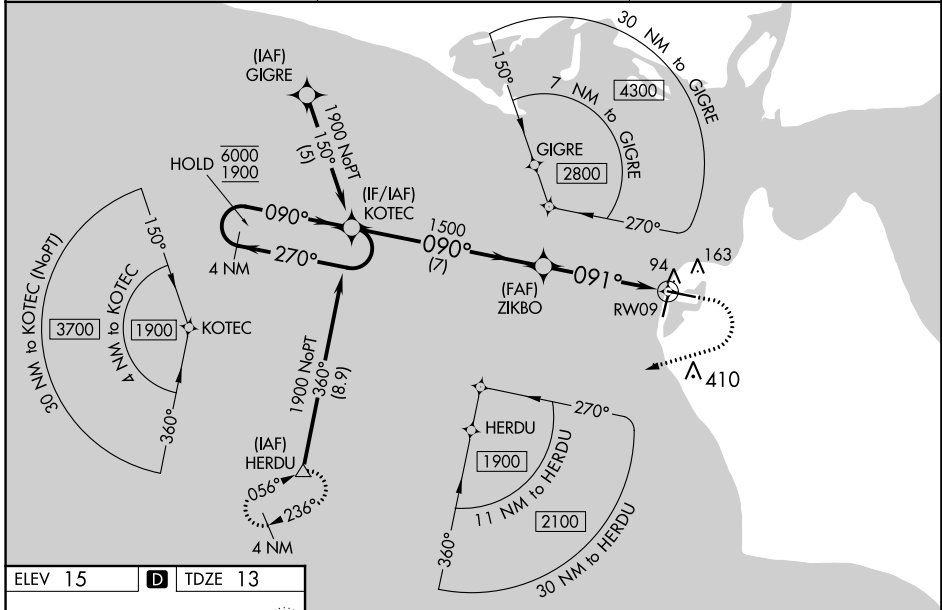 (IAF)
GIGRE
1900 NoPT
150°
(5)
HOLD
6000
1900
090°
270°
4 NM
(IF/IAF)
KOTEC
1500
090°
(7)
(FAF)
ZIKBO
091°
RW09
94
163
410
30 NM to GIGRE
4300
7 NM to GIGRE
2800
150°
GIGRE
270°
30 NM to KOTEC (NoPT)
3700
4 NM to KOTEC
1900
150°
KOTEC
360°
1900 NoPT
360°
(8.9)
(IAF)
HERDU
056°
236°
4 NM
270°
HERDU
1900
11 NM to HERDU
2100
360°
30 NM to HERDU
ELEV 15
D
TDZE 13